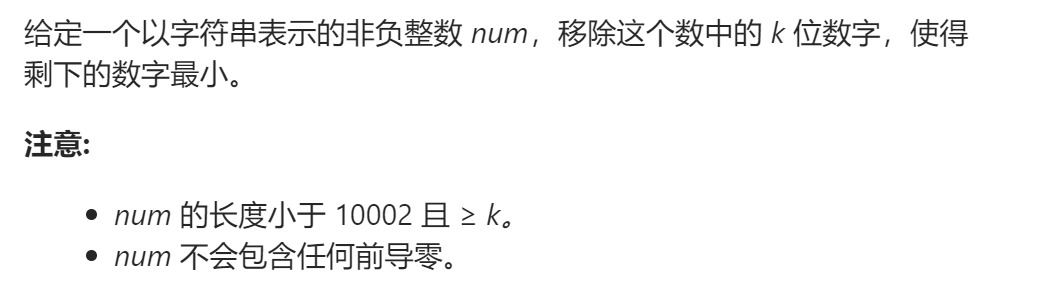 给定一个以字符串表示的非负整数 num，移除这个数中的 k 位数字，使得
剩下的数字最小。
注意:
• num 的长度小于 10002 且 ≥ k。
• num 不会包含任何前导零。